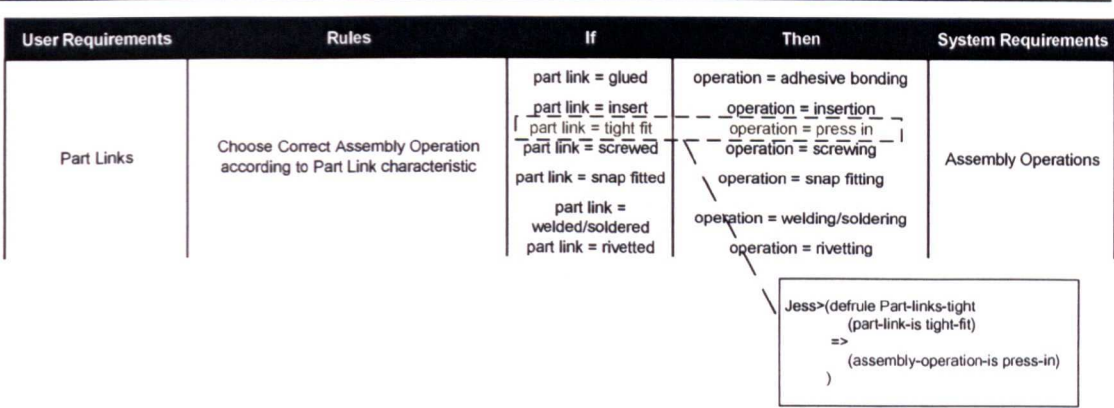 User Requirements Rules If Then System Requirements
part link = glued operation = adhesive bonding
part link = insert operation = insertion
part link = tight fit operation = press in
Part Links
Choose Correct Assembly Operation
according to Part Link characteristic
part link = screwed operation = screwing
Assembly Operations
part link = snap fitted operation = snap fitting
part link =
welded/soldered operation = welding/soldering
part link = rivetted operation = rivetting
Jess>(defrule Part-links-tight
(part-link-is tight-fit)
=>
(assembly-operation-is press-in)
)